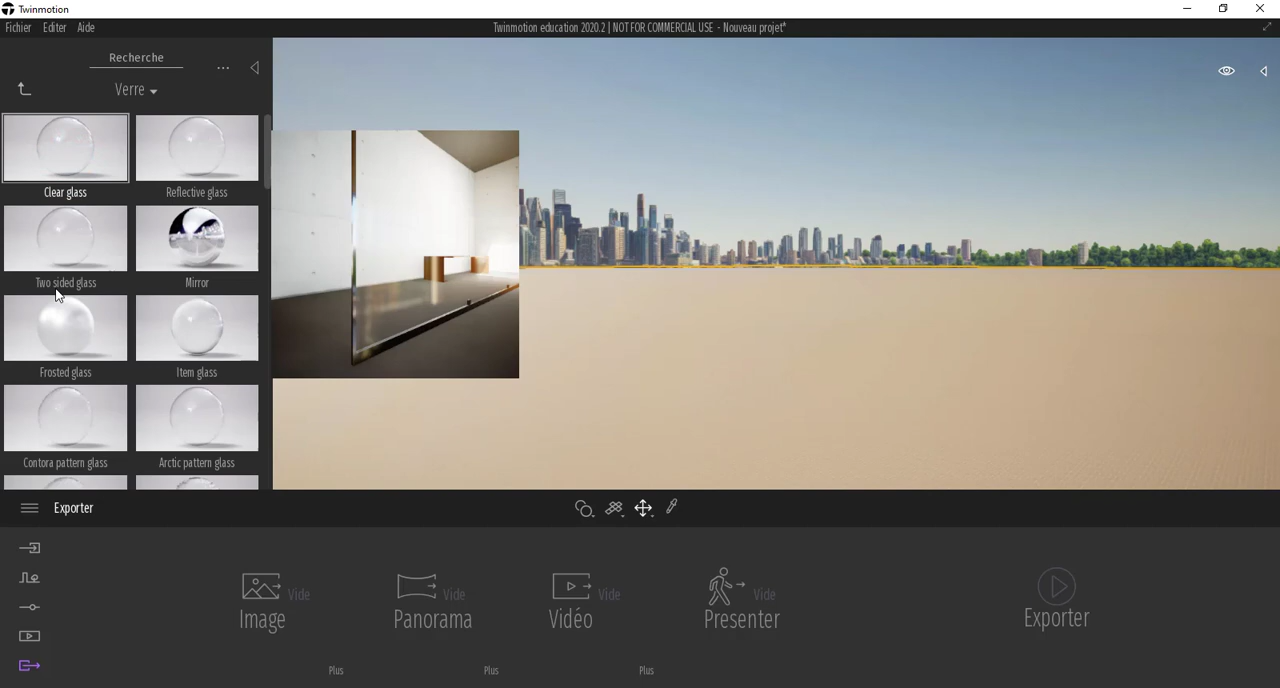 Twinmotion
Fichier Editer Aide
Twinmotion education 2020.2 | NOT FOR COMMERCIAL USE - Nouveau projet*
Recherche
...
Verre
Clear glass Reflective glass
Two sided glass Mirror
Frosted glass Item glass
Contora pattern glass Arctic pattern glass
Exporter
Vide Vide Vide Vide
Image Panorama Vidéo Presenter Exporter
Plus Plus Plus